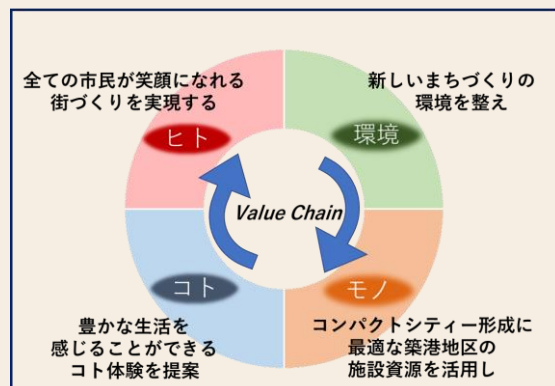 全ての市民が笑顔になれる
街づくりを実現する
ヒト
新しいまちづくりの
環境を整え
環境
Value Chain
コト
豊かな生活を
感じることができる
コト体験を提案
モノ
コンパクトシティー形成に
最適な築港地区の
施設資源を活用し